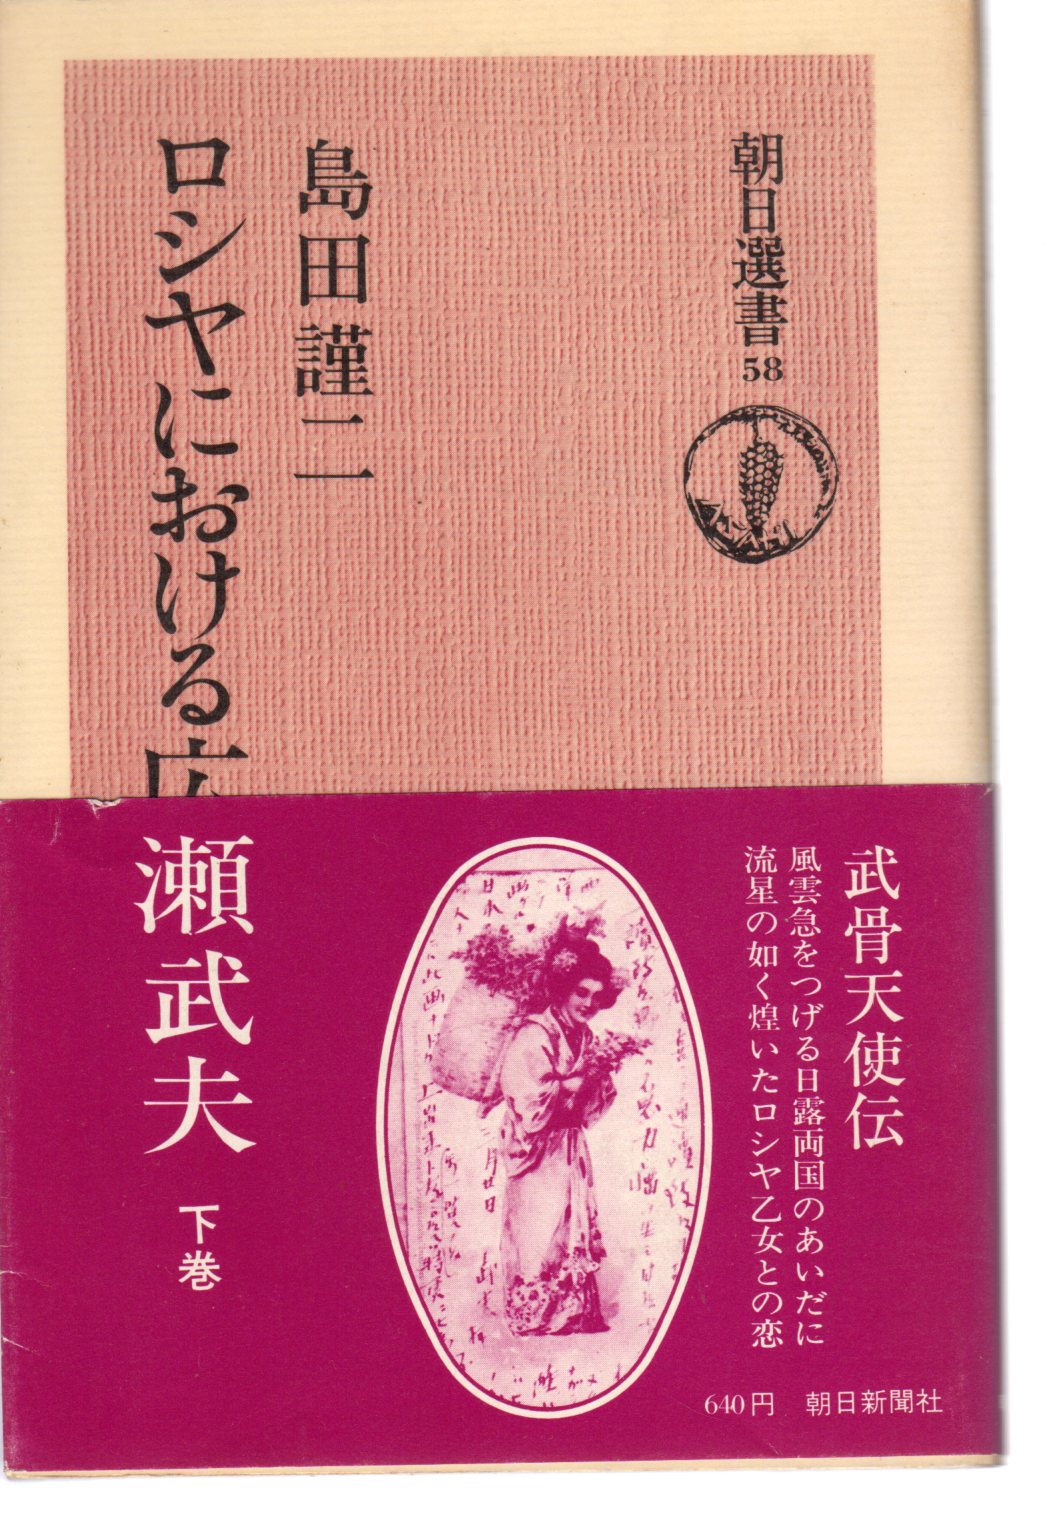 朝日選書
58
ASAHI
島田謹二
ロシヤにおける広
瀬武夫
下巻
武骨天使伝
風雲急をつげる日露両国のあいだに
流星の如く煌いたロシヤ乙女との恋
640円 朝日新聞社